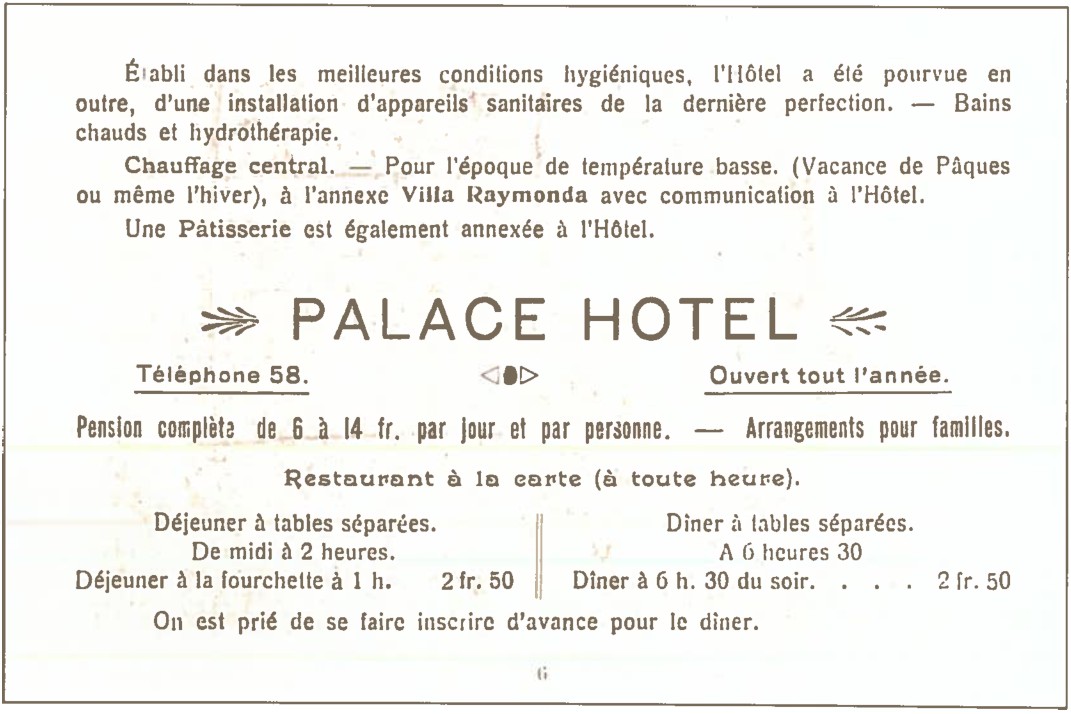 Établi dans les meilleures conditions hygiéniques, l'Hôtel a été pourvue en
outre, d'une installation d'appareils sanitaires de la dernière perfection. — Bains
chauds et hydrothérapie.
Chauffage central. — Pour l'époque de température basse. (Vacance de Pâques
ou même l'hiver), à l'annexe Villa Raymonda avec communication à l'Hôtel.
Une Pâtisserie est également annexée à l'Hôtel.
PALACE HOTEL
Téléphone 58.
Ouvert tout l'année.
Pension complète de 6 à 14 fr. par jour et par personne. — Arrangements pour familles.
Restaurant à la carte (à toute heure).
Déjeuner à tables séparées.
De midi à 2 heures.
Déjeuner à la fourchette à 1 h. 2 fr. 50
Dîner à tables séparées.
A 6 heures 30
Dîner à 6 h. 30 du soir. . . . 2 fr. 50
On est prié de se faire inscrire d'avance pour le dîner.
6